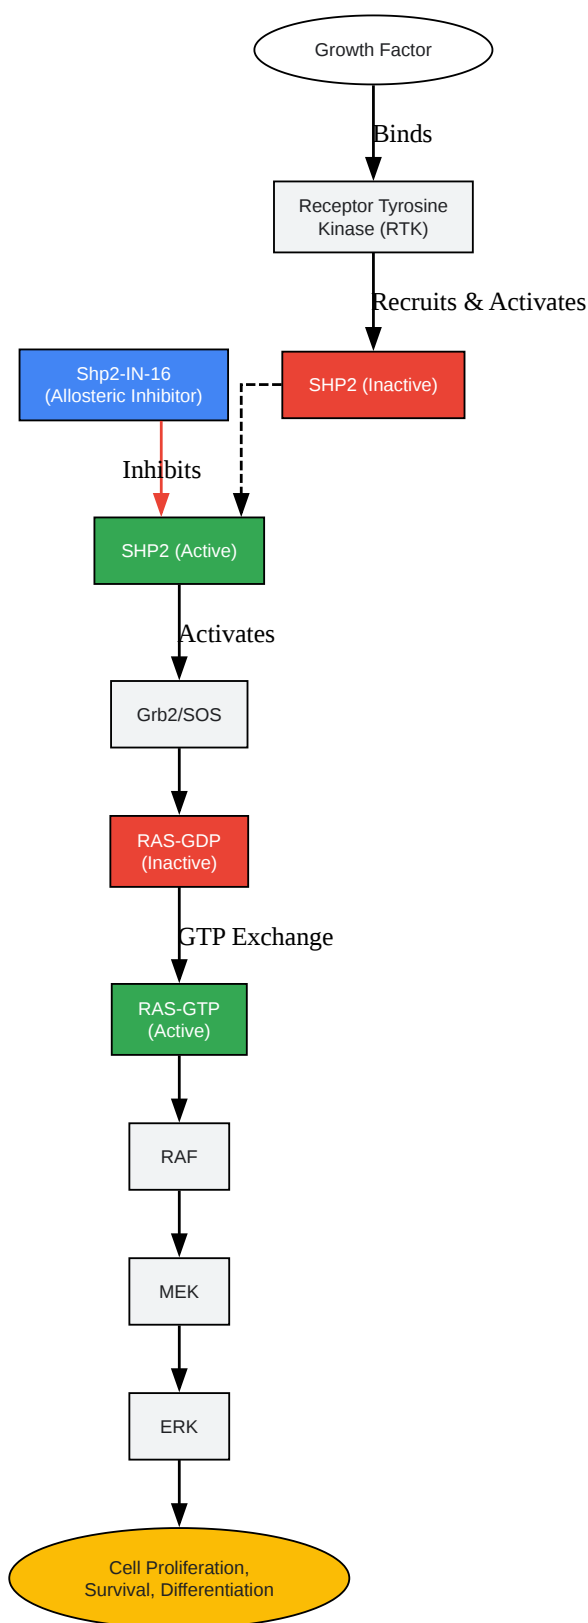 Growth Factor
Binds
Receptor Tyrosine
Kinase (RTK)
Recruits & Activates
Shp2-IN-16
(Allosteric Inhibitor)
SHP2 (Inactive)
Inhibits
SHP2 (Active)
Activates
Grb2/SOS
RAS-GDP
(Inactive)
GTP Exchange
RAS-GTP
(Active)
RAF
MEK
ERK
Cell Proliferation,
Survival, Differentiation